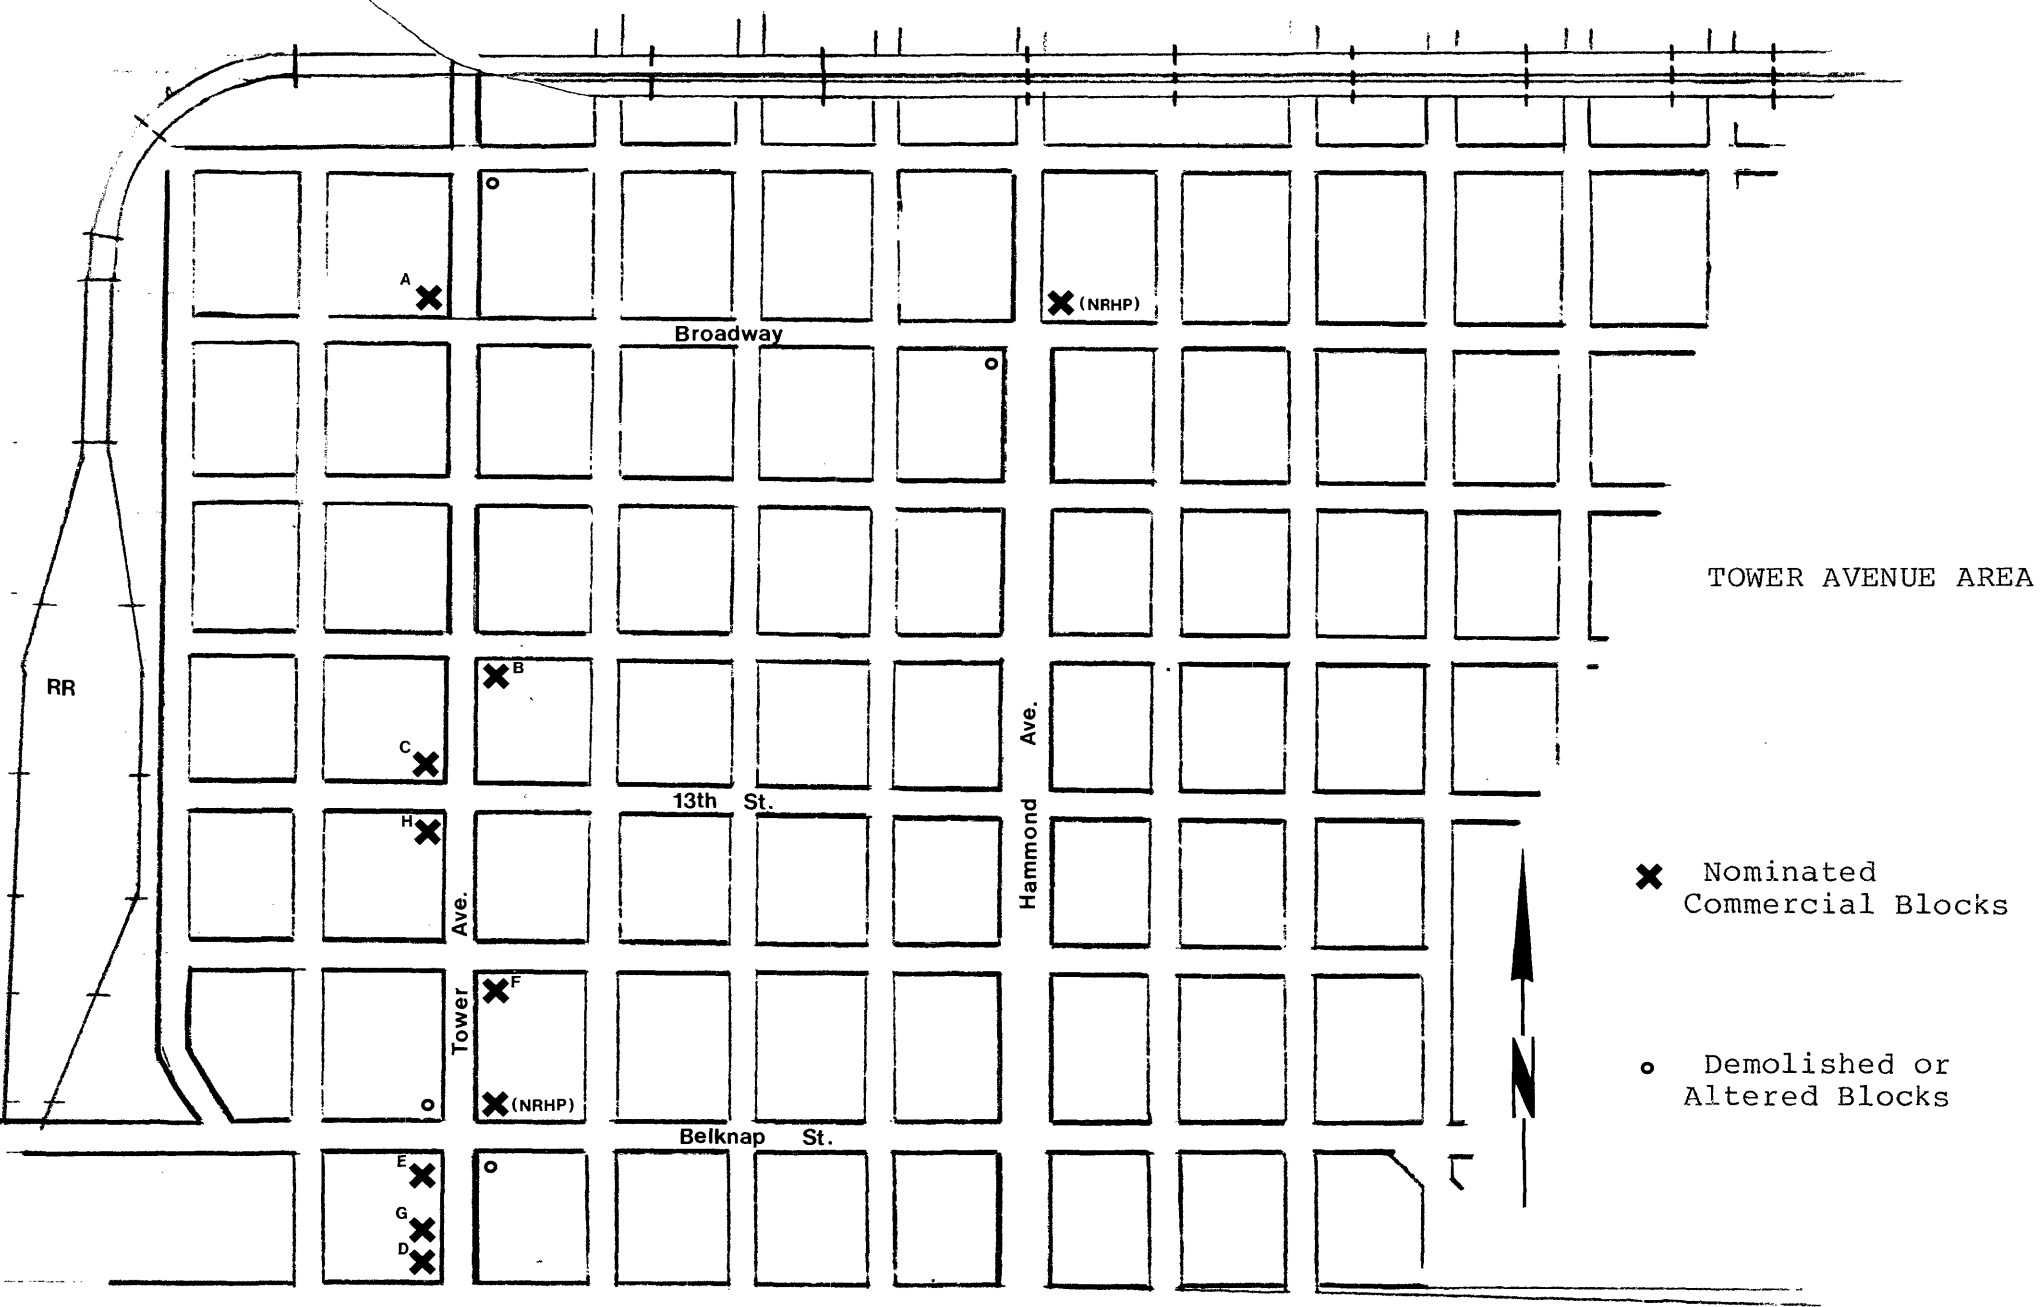 A
(NRHP)
Broadway
TOWER AVENUE AREA
B
RR
C
Hammond Ave.
13th St.
H
Nominated
Commercial Blocks
Tower Ave.
F
N
Demolished or
Altered Blocks
(NRHP)
Belknap St.
E
G
D